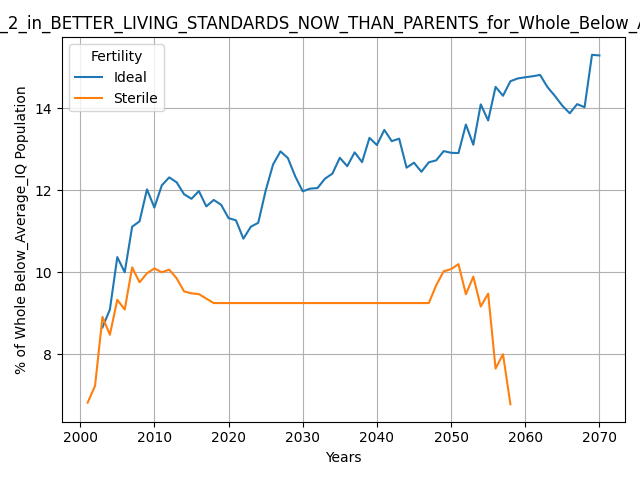 _2_in_BETTER_LIVING_STANDARDS_NOW_THAN_PARENTS_for_Whole_Below_A
Fertility
Ideal
Sterile
% of Whole Below_Average_IQ Population
14
12
10
8
2000 2010 2020 2030 2040 2050 2060 2070
Years